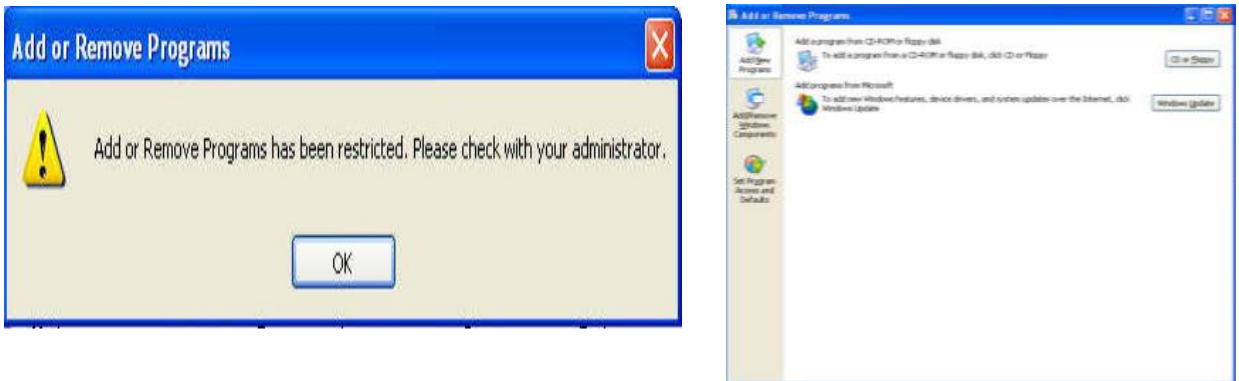 Add or Remove Programs
Add or Remove Programs has been restricted. Please check with your administrator.
OK
Add or Remove Programs
Add New
Programs
Add/Remove
Windows
Components
Set Program
Access and
Defaults
Add a program from CD-ROM or floppy disk
To add a program from a CD-ROM or floppy disk, click CD or Floppy
CD or Floppy
Add programs from Microsoft
To add new Windows features, device drivers, and system updates over the Internet, click
Windows Update
Windows Update